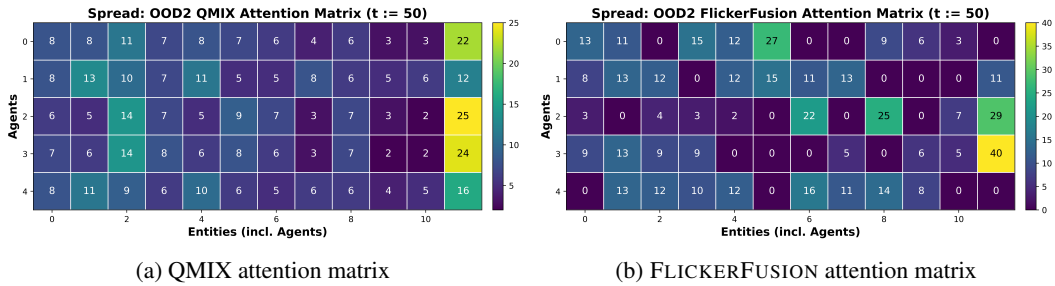 Spread: OOD2 QMIX Attention Matrix (t := 50)
Agents
0 8 8 11 7 8 7 6 4 6 3 3 22
1 8 13 10 7 11 5 5 8 6 5 6 12
2 6 5 14 7 5 9 7 3 7 3 2 25
3 7 6 14 8 6 8 6 3 7 2 2 24
4 8 11 9 6 10 6 5 6 6 4 5 16
0 2 4 6 8 10
Entities (incl. Agents)
25
20
15
10
5
(a) QMIX attention matrix
Spread: OOD2 FlickerFusion Attention Matrix (t := 50)
Agents
0 13 11 0 15 12 27 0 0 9 6 3 0
1 8 13 12 0 12 15 11 13 0 0 0 11
2 3 0 4 3 2 0 22 0 25 0 7 29
3 9 13 9 9 0 0 0 5 0 6 5 40
4 0 13 12 10 12 0 16 11 14 8 0 0
0 2 4 6 8 10
Entities (incl. Agents)
40
35
30
25
20
15
10
5
0
(b) FLICKERFUSION attention matrix